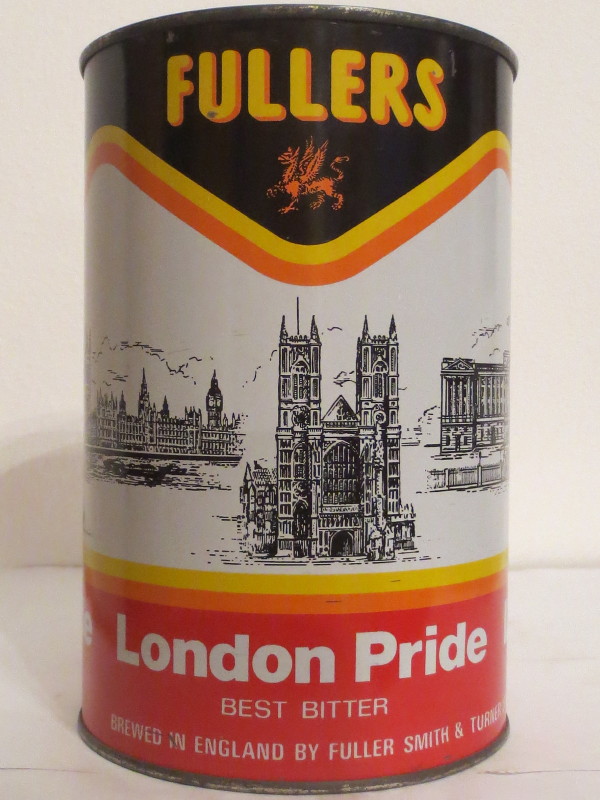 FULLERS
London Pride
BEST BITTER
BREWED IN ENGLAND BY FULLER SMITH & TURNER